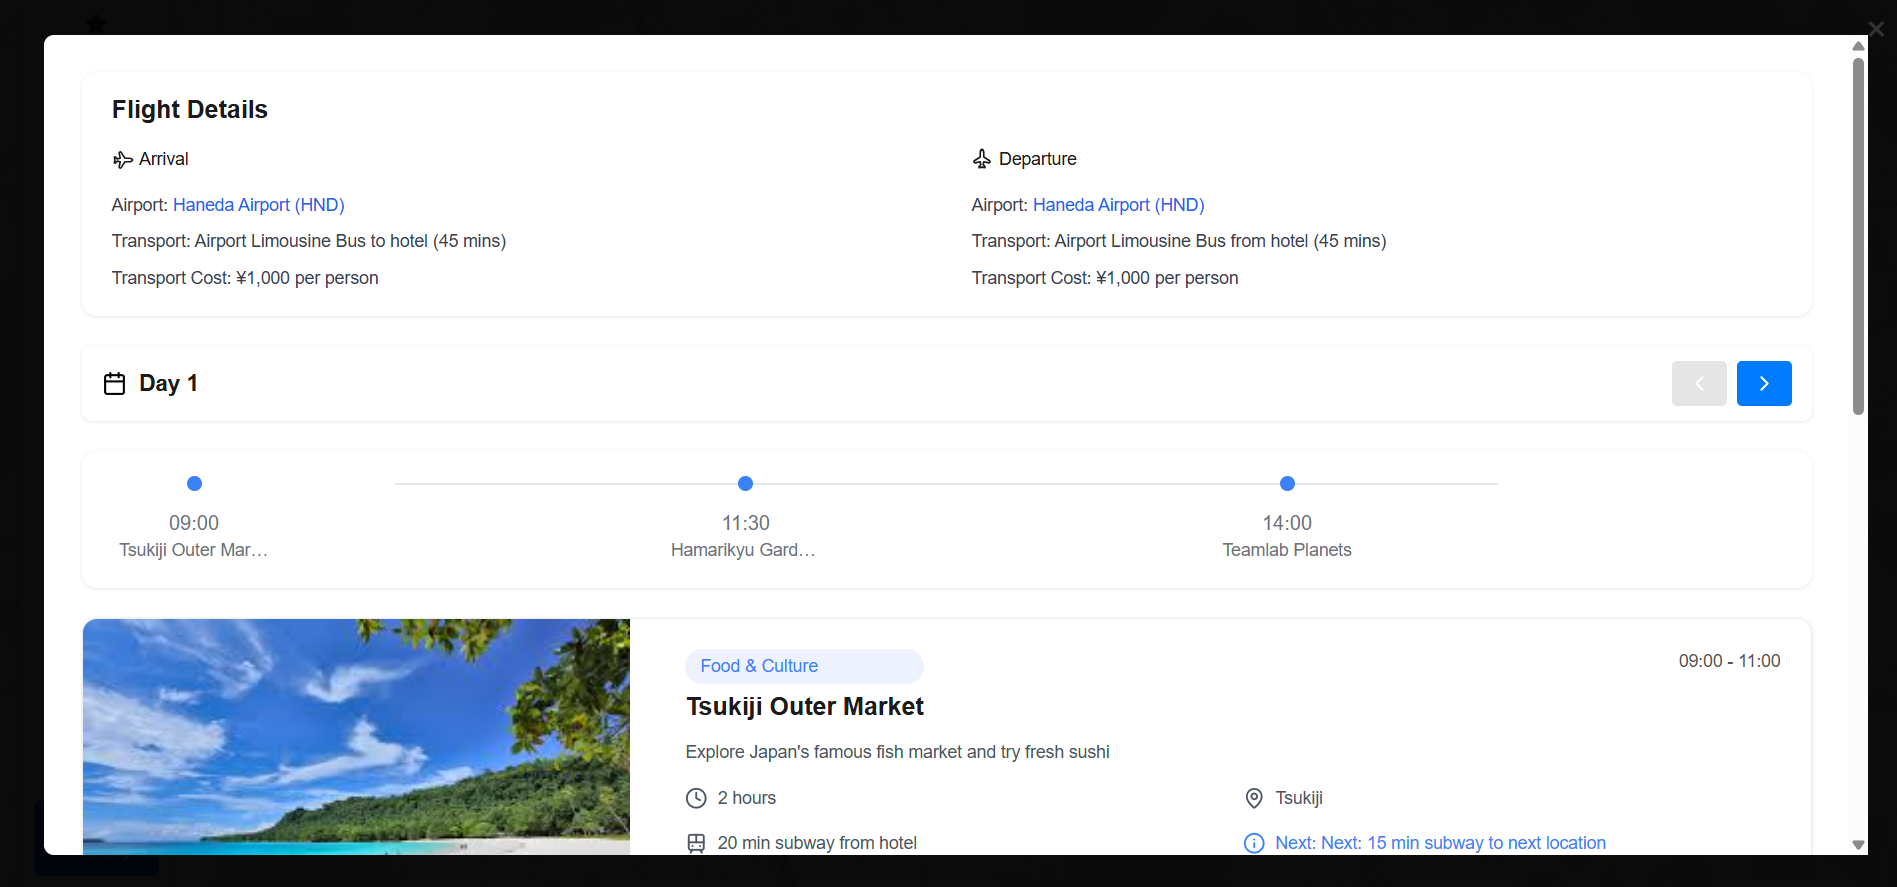 Flight Details
Arrival
Airport: Haneda Airport (HND)
Transport: Airport Limousine Bus to hotel (45 mins)
Transport Cost: ¥1,000 per person
Departure
Airport: Haneda Airport (HND)
Transport: Airport Limousine Bus from hotel (45 mins)
Transport Cost: ¥1,000 per person
Day 1
09:00
Tsukiji Outer Mar...
11:30
Hamarikyu Gard...
14:00
Teamlab Planets
Food & Culture
09:00 - 11:00
Tsukiji Outer Market
Explore Japan's famous fish market and try fresh sushi
2 hours
Tsukiji
20 min subway from hotel
Next: Next: 15 min subway to next location